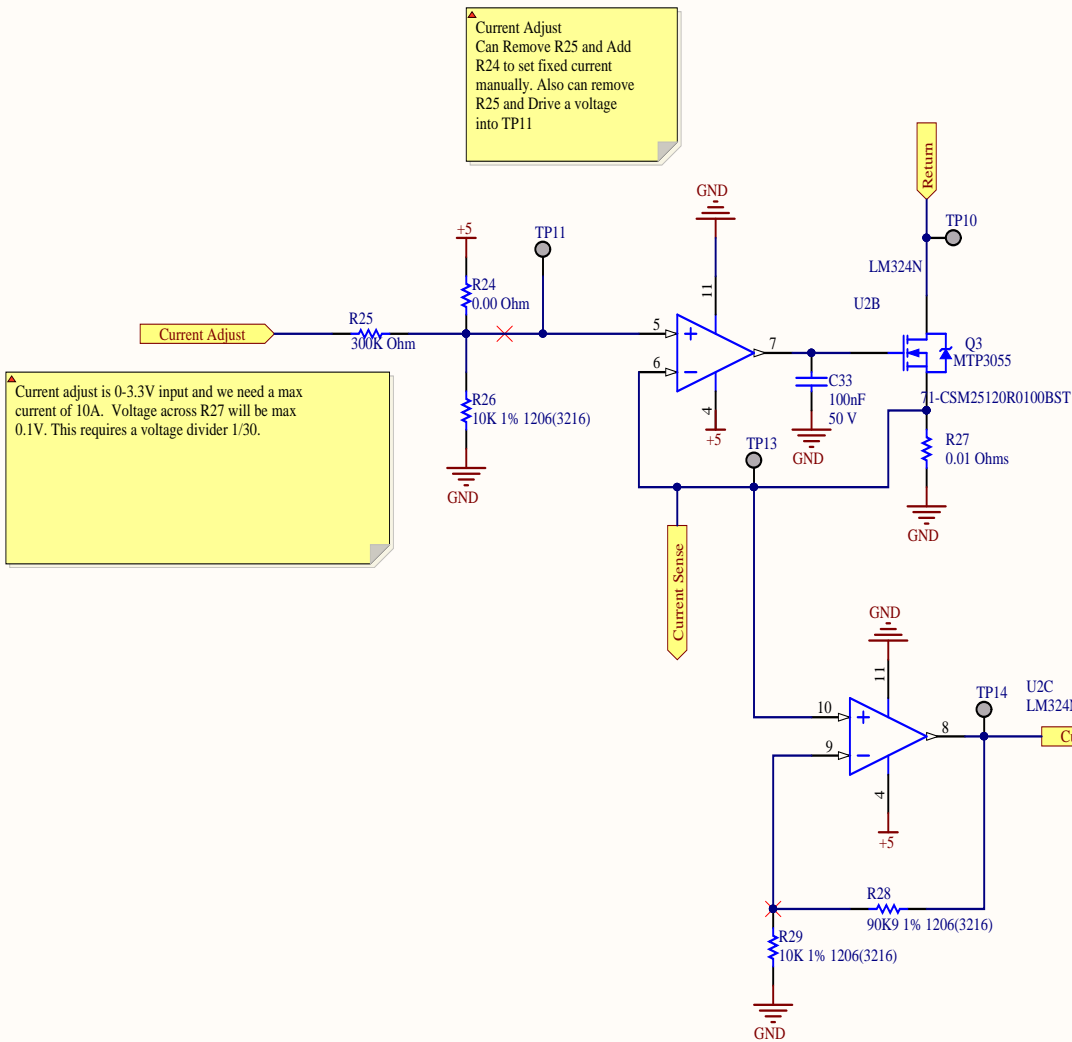 Current Adjust
Can Remove R25 and Add
R24 to set fixed current
manually. Also can remove
R25 and Drive a voltage
into TP11
Return
GND
TP10
+5
TP11
LM324N
R24
0.00 Ohm
11
U2B
R25
300K Ohm
Current Adjust
5
7
6
Q3
MTP3055
Current adjust is 0-3.3V input and we need a max
current of 10A. Voltage across R27 will be max
0.1V. This requires a voltage divider 1/30.
R26
10K 1% 1206(3216)
4
+5
C33
100nF
50 V
71-CSM25120R0100BST
R27
0.01 Ohms
TP13
GND
GND
GND
Current Sense
GND
11
TP14
U2C
10
8
9
4
+5
R28
90K9 1% 1206(3216)
R29
10K 1% 1206(3216)
GND